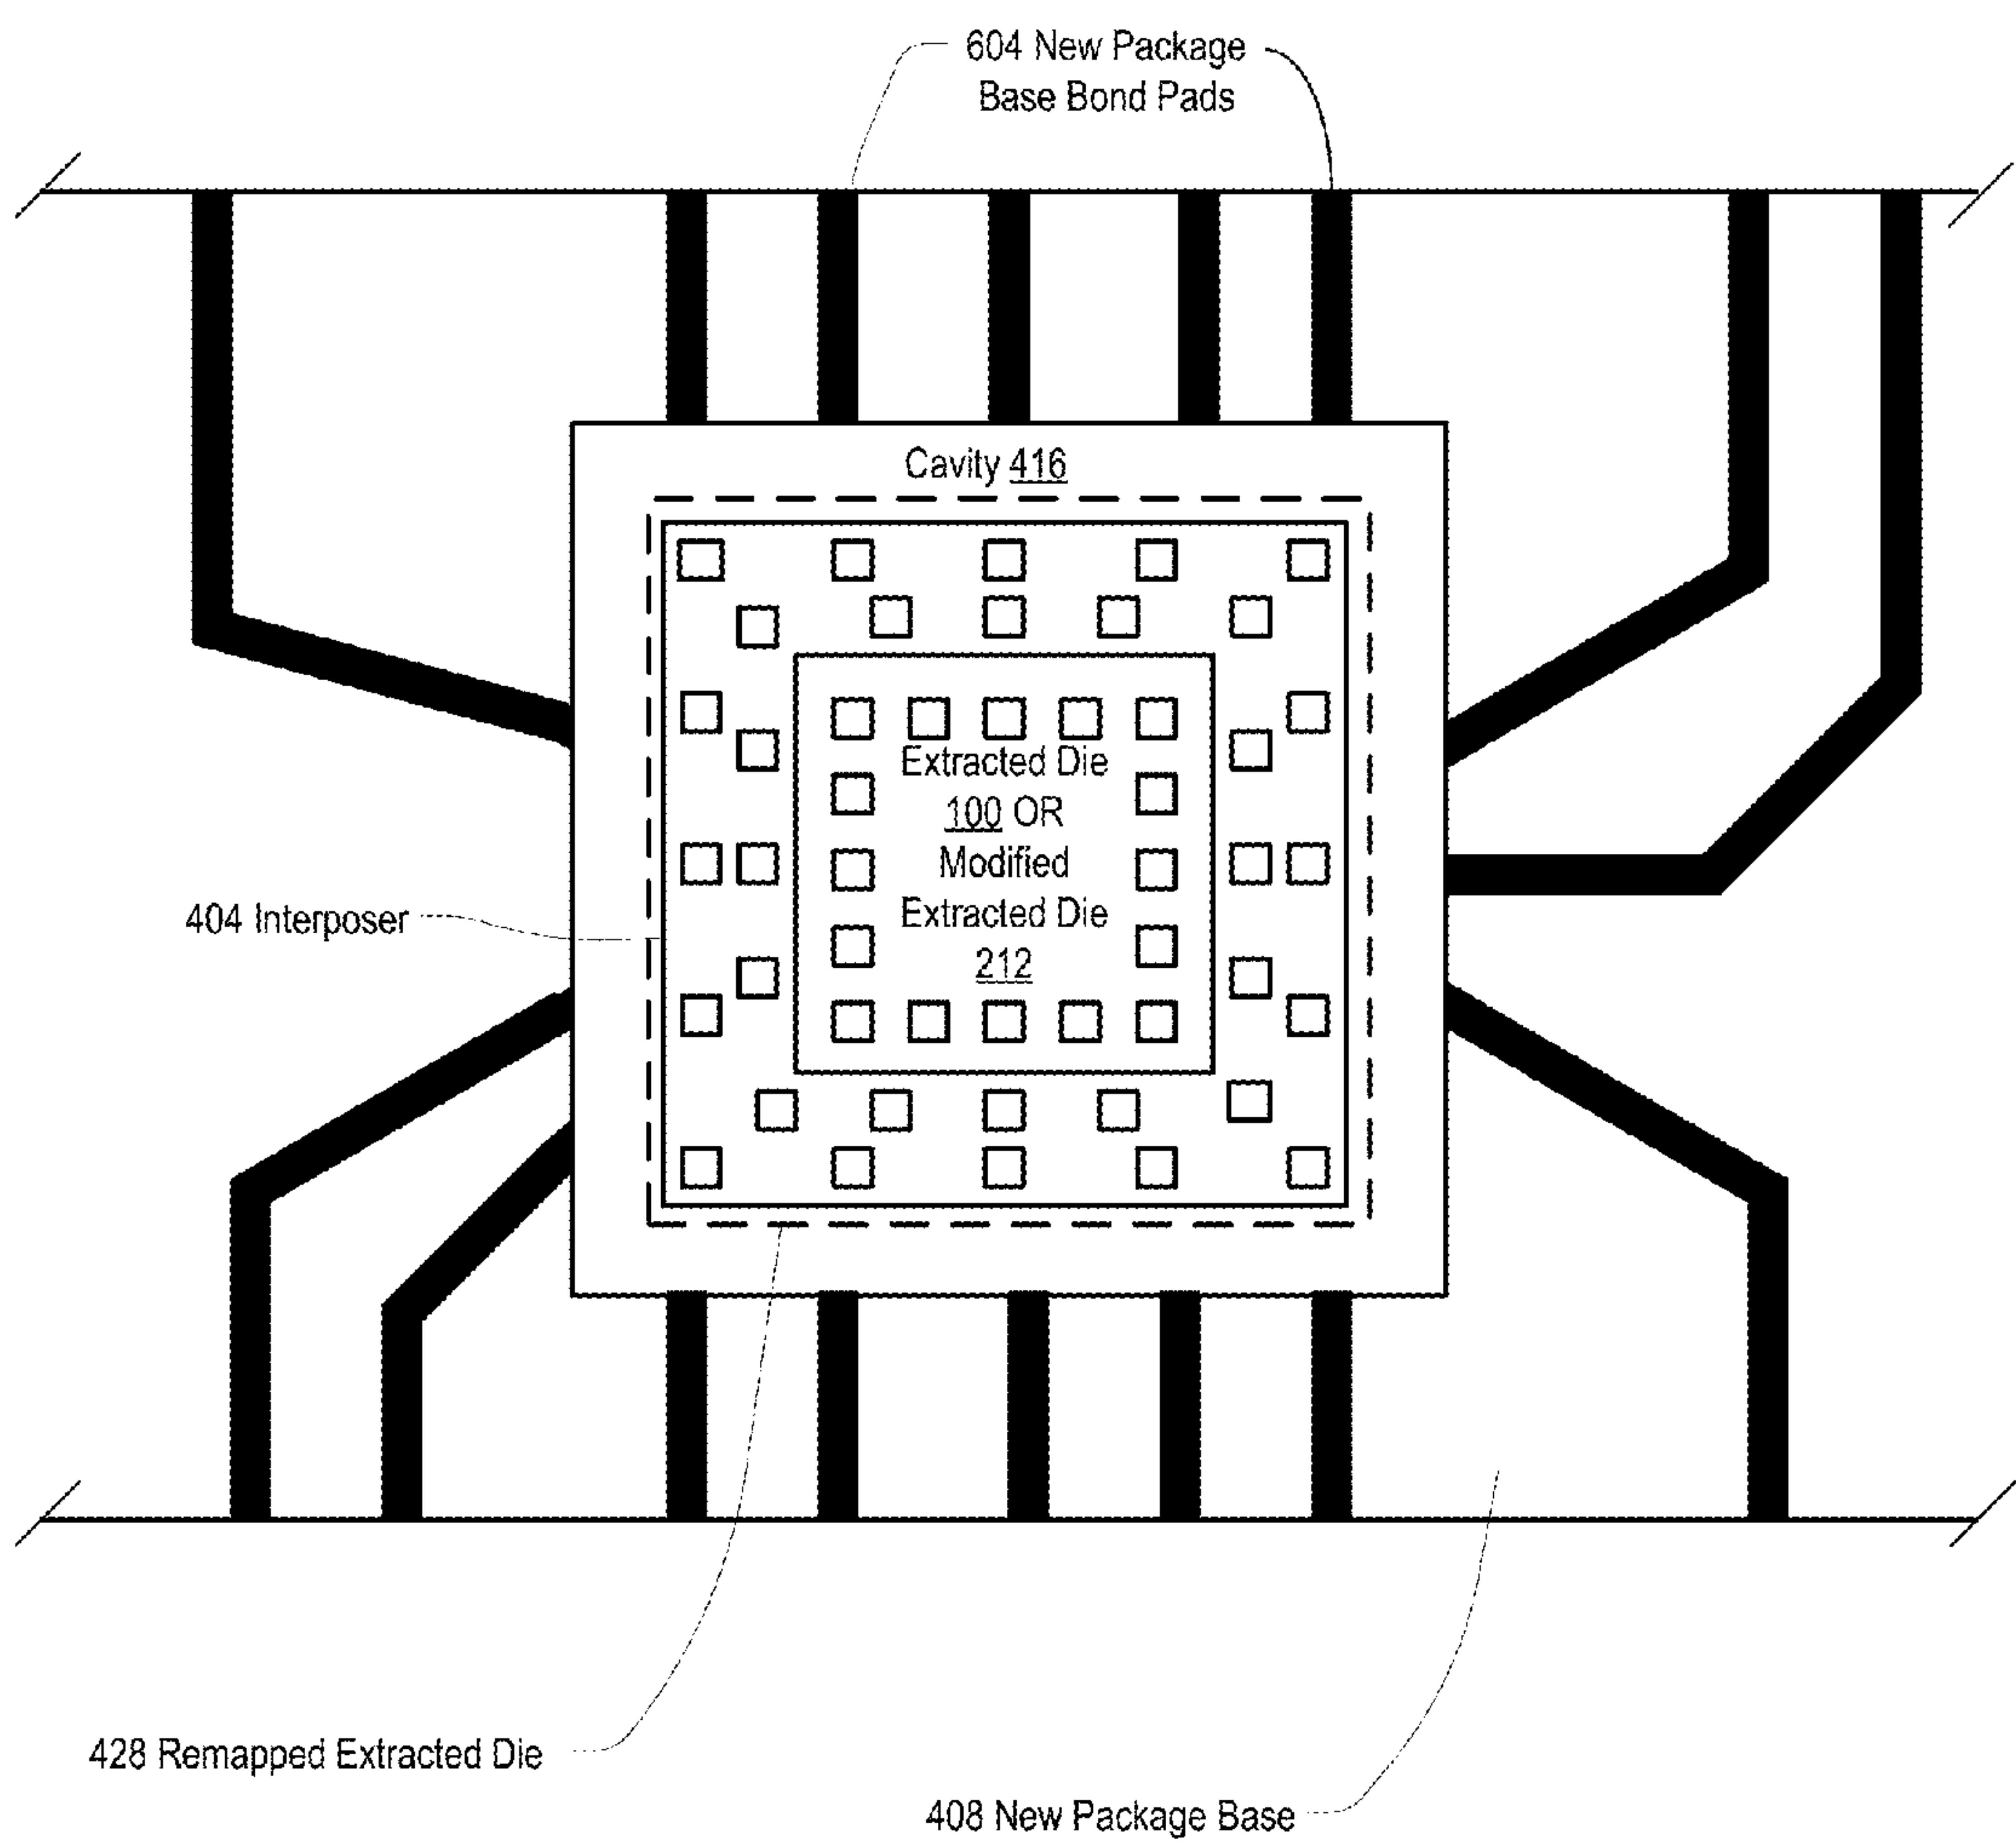 604 New Package
Base Bond Pads
Cavity 416
Extracted Die
100 OR
Modified
Extracted Die
212
404 Interposer
428 Remapped Extracted Die
408 New Package Base